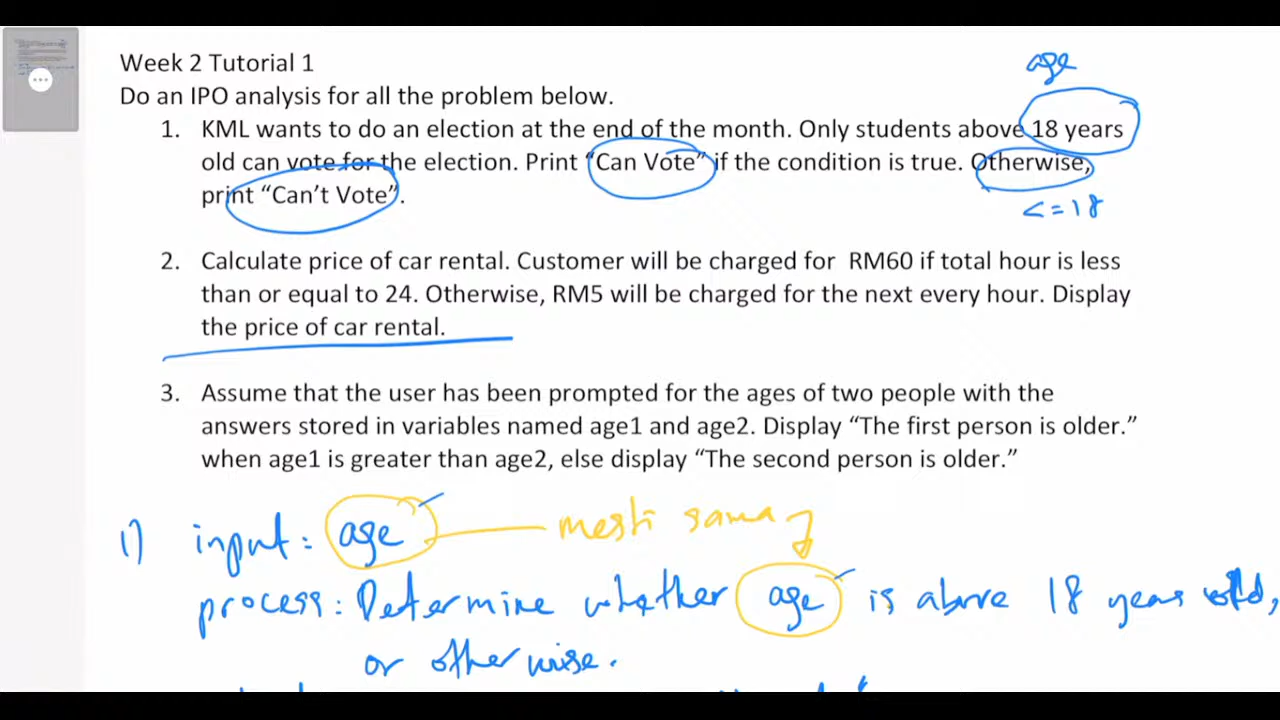 Week 2 Tutorial 1
age
Do an IPO analysis for all the problem below.
1. KML wants to do an election at the end of the month. Only students above 18 years
old can vote for the election. Print “Can Vote” if the condition is true. Otherwise,
print “Can’t Vote”.
<=18
2. Calculate price of car rental. Customer will be charged for RM60 if total hour is less
than or equal to 24. Otherwise, RM5 will be charged for the next every hour. Display
the price of car rental.
3. Assume that the user has been prompted for the ages of two people with the
answers stored in variables named age1 and age2. Display “The first person is older.”
when age1 is greater than age2, else display “The second person is older.”
1) input: age mesti sama
process: Determine whether age is above 18 years old,
or otherwise.